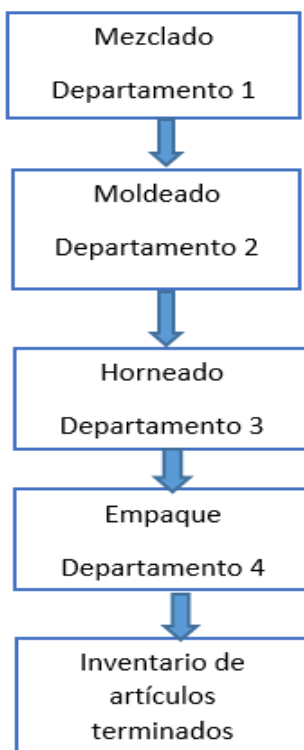 Mezclado
Departamento 1
Moldeado
Departamento 2
Horneado
Departamento 3
Empaque
Departamento 4
Inventario de
artículos
terminados